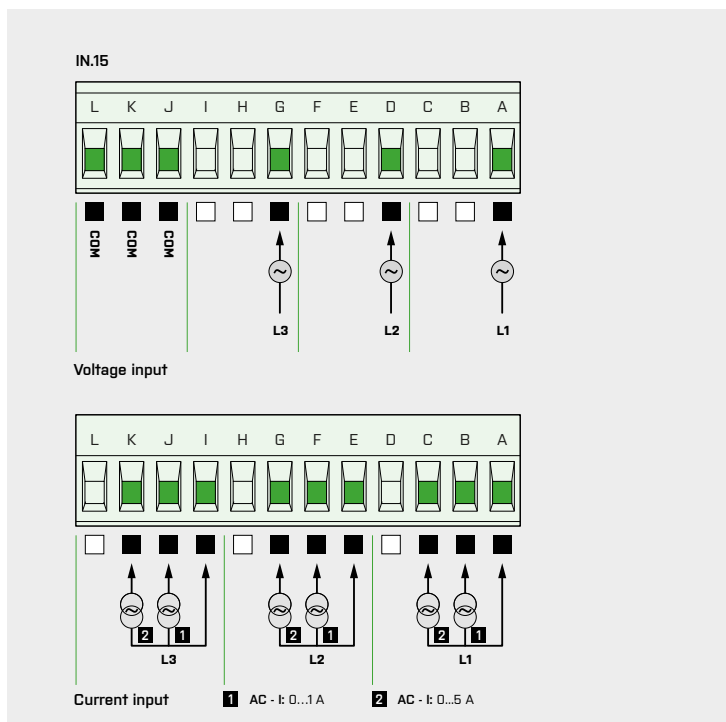 IN.15
L K J I H G F E D C B A
COM COM COM
L3 L2 L1
Voltage input
L K J I H G F E D C B A
2 1 2 1 2 1
L3 L2 L1
Current input 1 AC - I: 0...1 A 2 AC - I: 0...5 A